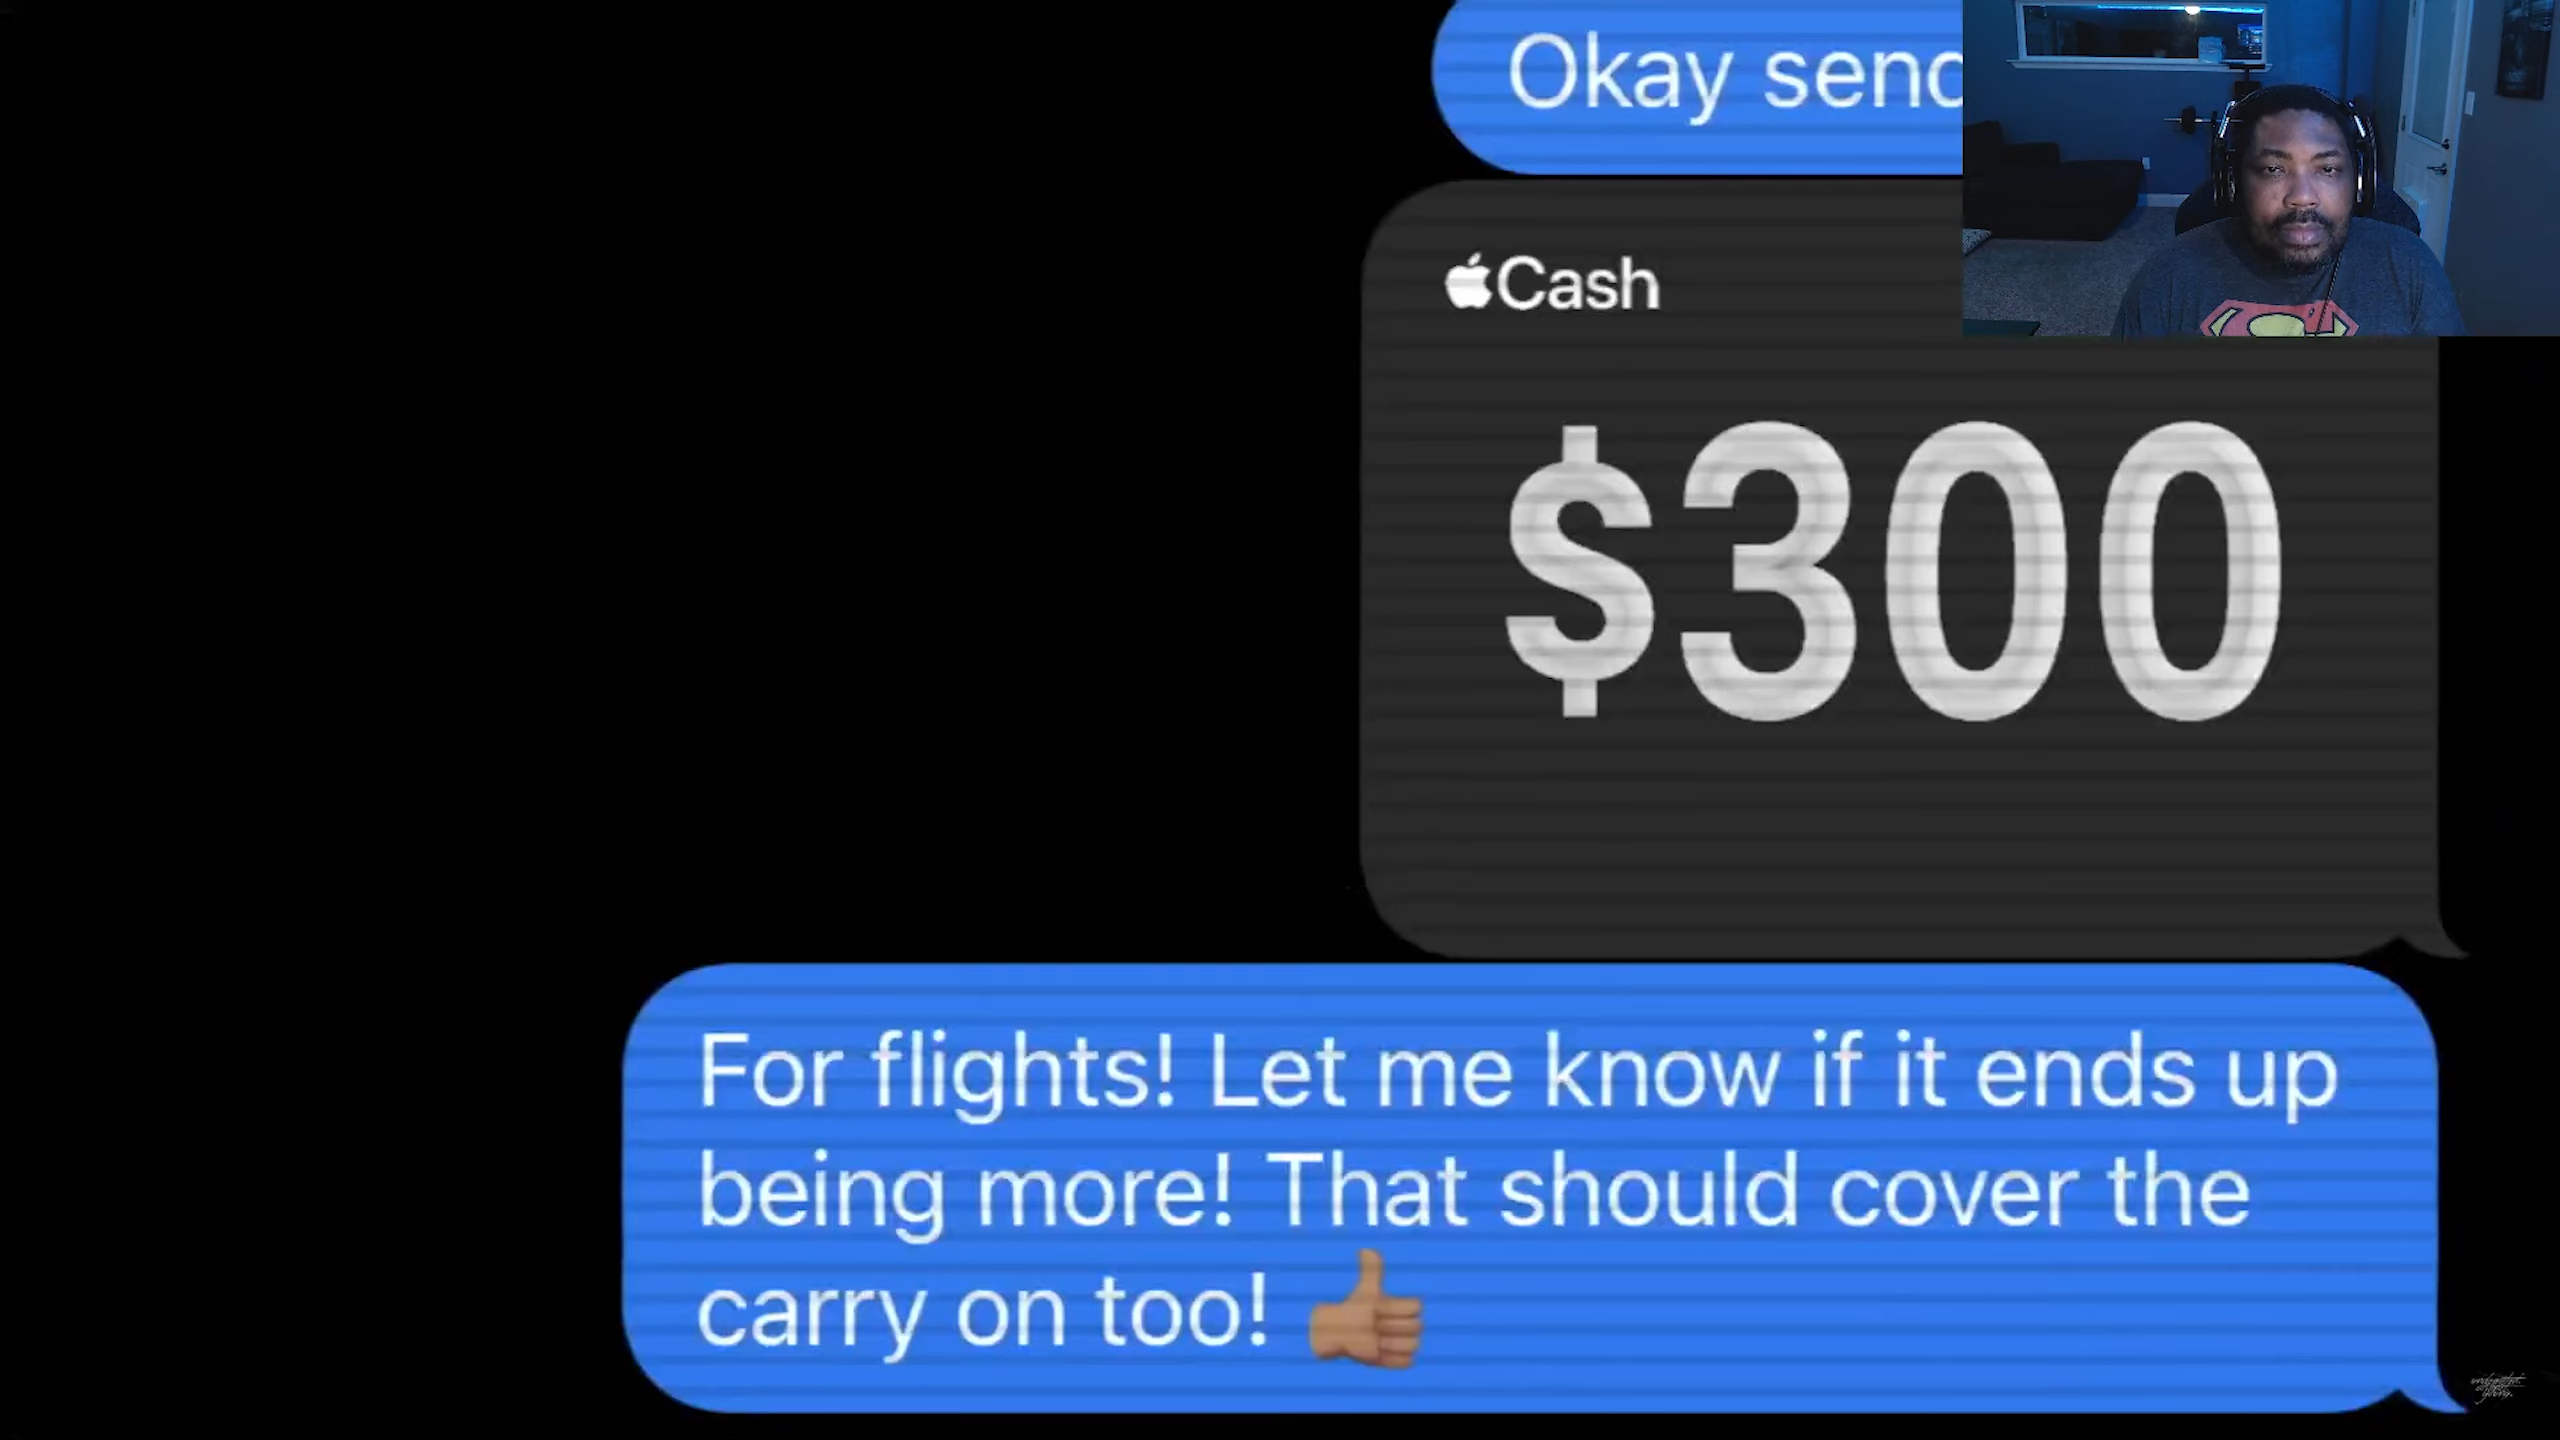 Okay
Cash
$300
For flights! Let me know if it ends up
being more! That should cover the
carry on too! 👍🏽